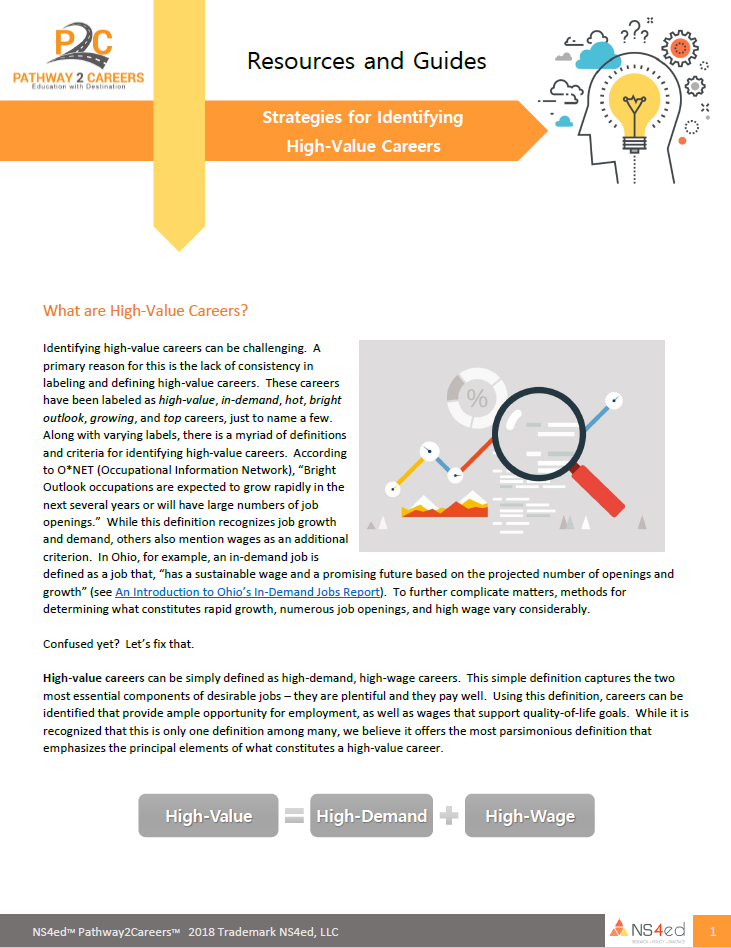 P2C
PATHWAY 2 CAREERS
Education with Destination
Resources and Guides
Strategies for Identifying
High-Value Careers
???
What are High-Value Careers?
Identifying high-value careers can be challenging.  A
primary reason for this is the lack of consistency in
labeling and defining high-value careers.  These careers
have been labeled as high-value, in-demand, hot, bright
outlook, growing, and top careers, just to name a few.
Along with varying labels, there is a myriad of definitions
and criteria for identifying high-value careers.  According
to O*NET (Occupational Information Network), “Bright
Outlook occupations are expected to grow rapidly in the
next several years or will have large numbers of job
openings.”  While this definition recognizes job growth
and demand, others also mention wages as an additional
criterion.  In Ohio, for example, an in-demand job is
defined as a job that, “has a sustainable wage and a promising future based on the projected number of openings and
growth” (see An Introduction to Ohio’s In-Demand Jobs Report).  To further complicate matters, methods for
determining what constitutes rapid growth, numerous job openings, and high wage vary considerably.
%
Confused yet?  Let’s fix that.
High-value careers can be simply defined as high-demand, high-wage careers.  This simple definition captures the two
most essential components of desirable jobs – they are plentiful and they pay well.  Using this definition, careers can be
identified that provide ample opportunity for employment, as well as wages that support quality-of-life goals.  While it is
recognized that this is only one definition among many, we believe it offers the most parsimonious definition that
emphasizes the principal elements of what constitutes a high-value career.
High-Value = High-Demand + High-Wage
NS4ed™ Pathway2Careers™  2018 Trademark NS4ed, LLC
NS4ed
RESEARCH • POLICY • PRACTICE
1